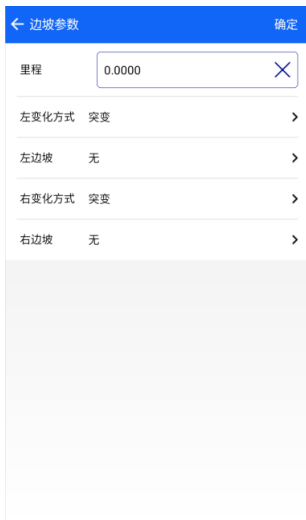 边坡参数 确定
里程 0.0000
左变化方式 突变
左边坡 无
右变化方式 突变
右边坡 无